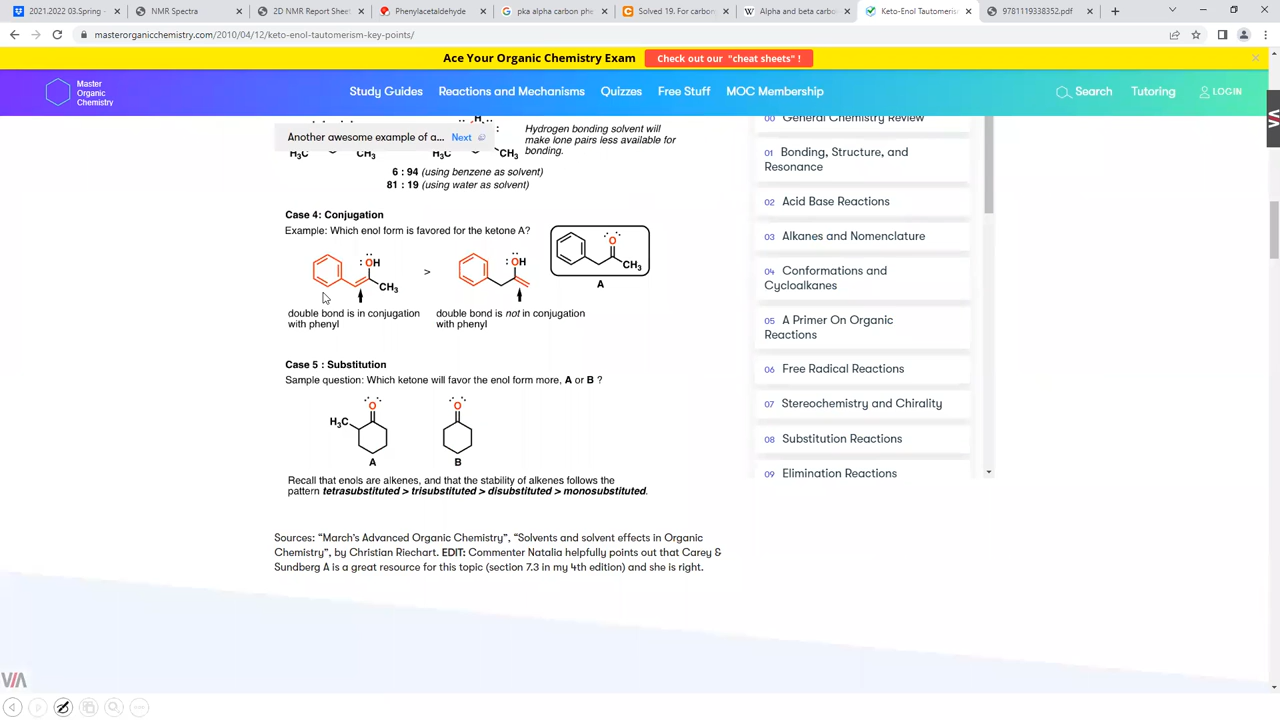 2021.2022 03.Spring -
NMR Spectra
2D NMR Report Sheet
Phenylacetaldehyde
pka alpha carbon phe
Solved 19. For carbon
Alpha and beta carbo
Keto-Enol Tautomerism
9781119338352.pdf
masterorganicchemistry.com/2010/04/12/keto-enol-tautomerism-key-points/
Ace Your Organic Chemistry Exam
Check out our "cheat sheets" !
Master
Organic
Chemistry
Study Guides
Reactions and Mechanisms
Quizzes
Free Stuff
MOC Membership
Search
Tutoring
LOGIN
Another awesome example of a... Next
H
H₃C
CH₃
H₃C
CH₃
Hydrogen bonding solvent will
make lone pairs less available for
bonding.
6 : 94 (using benzene as solvent)
81 : 19 (using water as solvent)
Case 4: Conjugation
Example: Which enol form is favored for the ketone A?
:OH
CH₃
>
:OH
O
CH₃
A
double bond is in conjugation
with phenyl
double bond is not in conjugation
with phenyl
Case 5 : Substitution
Sample question: Which ketone will favor the enol form more, A or B ?
O
H₃C
A
O
B
Recall that enols are alkenes, and that the stability of alkenes follows the
pattern tetrasubstituted > trisubstituted > disubstituted > monosubstituted.
Sources: “March’s Advanced Organic Chemistry”, “Solvents and solvent effects in Organic
Chemistry”, by Christian Riechart. EDIT: Commenter Natalia helpfully points out that Carey &
Sundberg A is a great resource for this topic (section 7.3 in my 4th edition) and she is right.
00 General Chemistry Review
01 Bonding, Structure, and
Resonance
02 Acid Base Reactions
03 Alkanes and Nomenclature
04 Conformations and
Cycloalkanes
05 A Primer On Organic
Reactions
06 Free Radical Reactions
07 Stereochemistry and Chirality
08 Substitution Reactions
09 Elimination Reactions
VIA